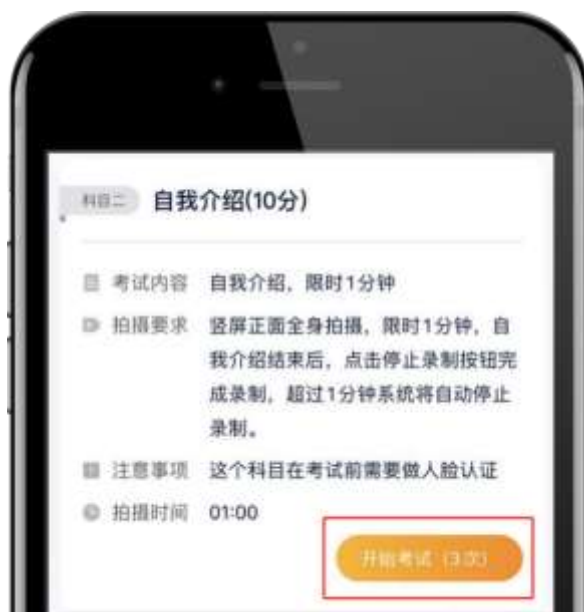 科目二 自我介绍(10分)
考试内容 自我介绍，限时1分钟
拍摄要求 竖屏正面全身拍摄，限时1分钟，自
我介绍结束后，点击停止录制按钮完
成录制，超过1分钟系统将自动停止
录制。
注意事项 这个科目在考试前需要做人脸认证
拍摄时间 01:00
开始考试（3次）